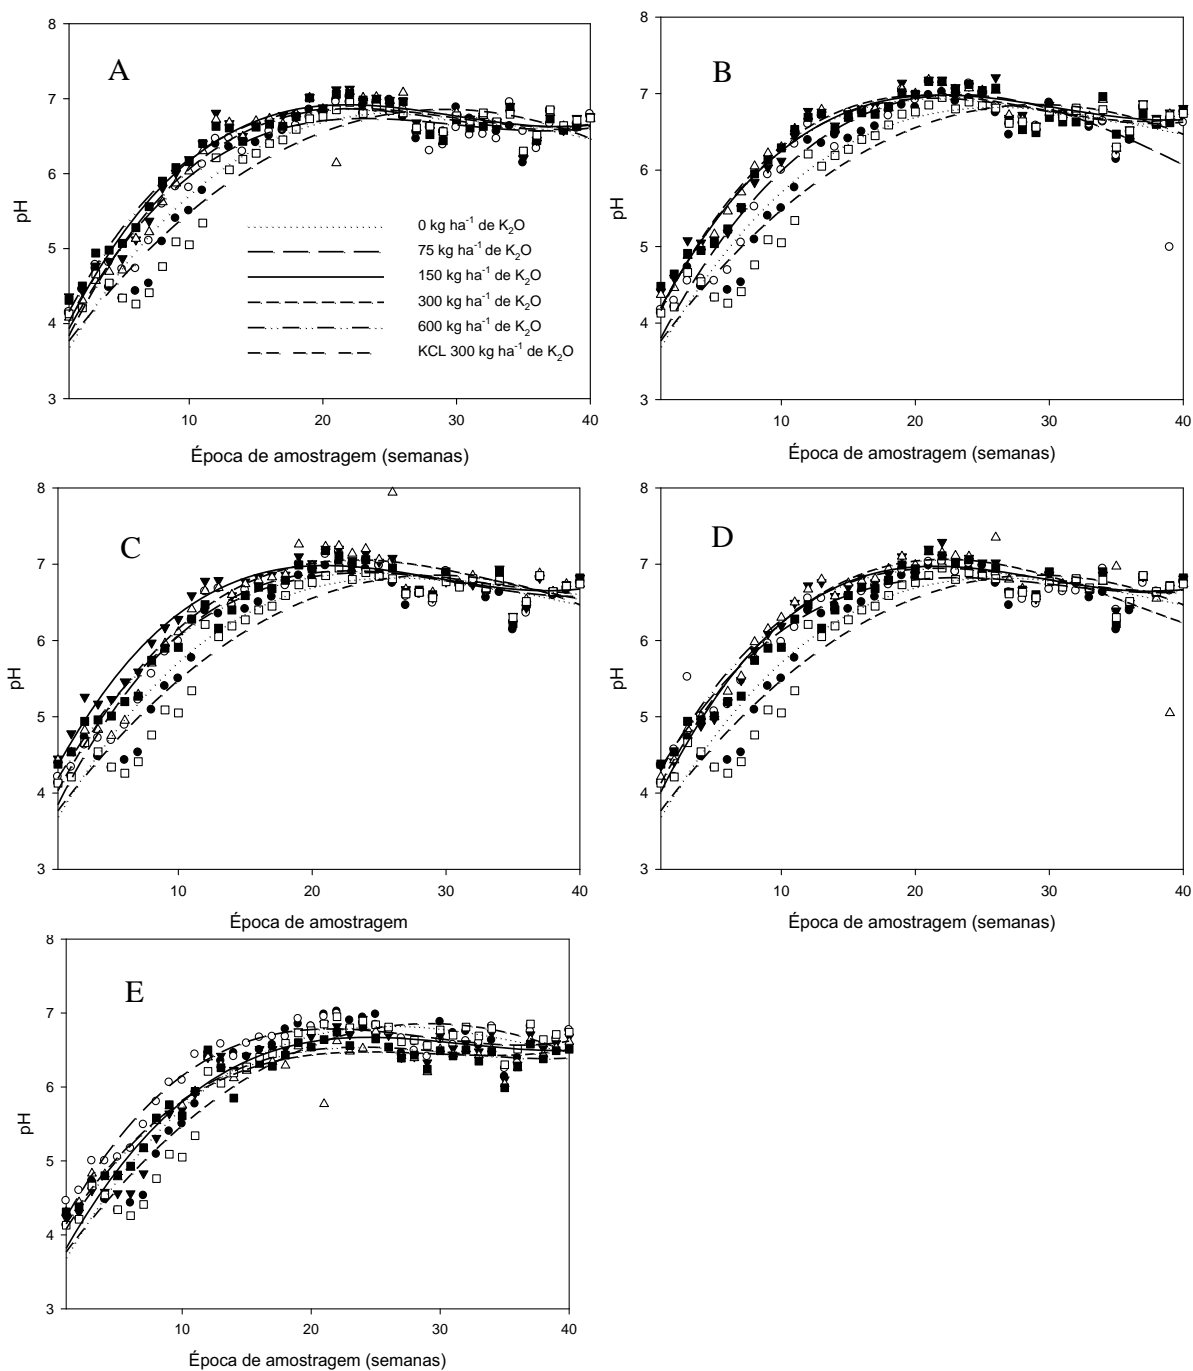 8
7
6
5
4
3
pH
A
0 kg ha⁻¹ de K₂O
75 kg ha⁻¹ de K₂O
150 kg ha⁻¹ de K₂O
300 kg ha⁻¹ de K₂O
600 kg ha⁻¹ de K₂O
KCL 300 kg ha⁻¹ de K₂O
10 20 30 40
Época de amostragem (semanas)
8
7
6
5
4
3
pH
B
10 20 30 40
Época de amostragem (semanas)
8
7
6
5
4
3
pH
C
10 20 30 40
Época de amostragem
8
7
6
5
4
3
pH
D
10 20 30 40
Época de amostragem (semanas)
8
7
6
5
4
3
pH
E
10 20 30 40
Época de amostragem (semanas)